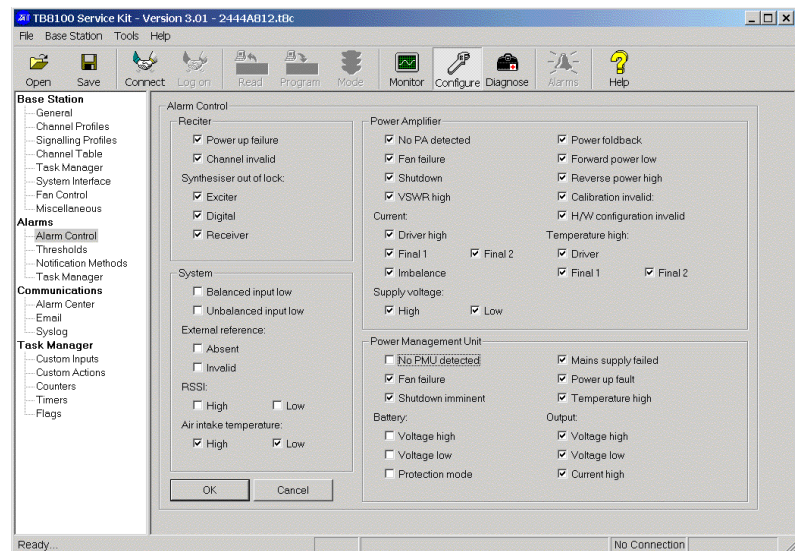 TB8100 Service Kit - Version 3.01 - 2444A812.t8c
File Base Station Tools Help
Open Save Connect Log on Read Program Mode Monitor Configure Diagnose Alarms Help
Base Station
General
Channel Profiles
Signalling Profiles
Channel Table
Task Manager
System Interface
Fan Control
Miscellaneous
Alarms
Alarm Control
Thresholds
Notification Methods
Task Manager
Communications
Alarm Center
Email
Syslog
Task Manager
Custom Inputs
Custom Actions
Counters
Timers
Flags
Alarm Control
Reciter
Power up failure
Channel invalid
Synthesiser out of lock:
Exciter
Digital
Receiver
System
Balanced input low
Unbalanced input low
External reference:
Absent
Invalid
RSSI:
High Low
Air intake temperature:
High Low
OK Cancel
Power Amplifier
No PA detected
Fan failure
Shutdown
VSWR high
Current:
Driver high
Final 1 Final 2
Imbalance
Supply voltage:
High Low
Power foldback
Forward power low
Reverse power high
Calibration invalid:
H/W configuration invalid
Temperature high:
Driver
Final 1 Final 2
Power Management Unit
No PMU detected
Fan failure
Shutdown imminent
Battery:
Voltage high
Voltage low
Protection mode
Mains supply failed
Power up fault
Temperature high
Output:
Voltage high
Voltage low
Current high
Ready...
No Connection